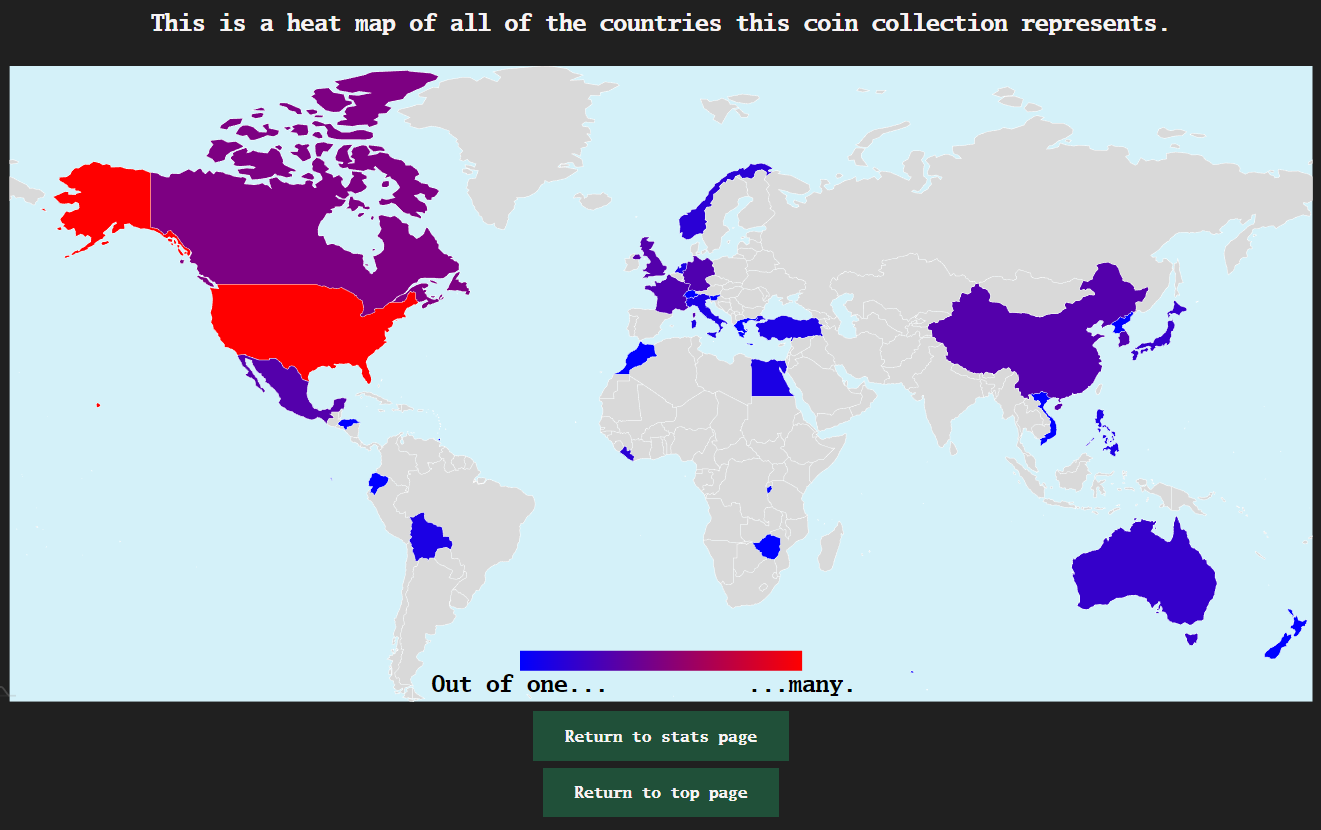 This is a heat map of all of the countries this coin collection represents.
Out of one... ...many.
Return to stats page
Return to top page